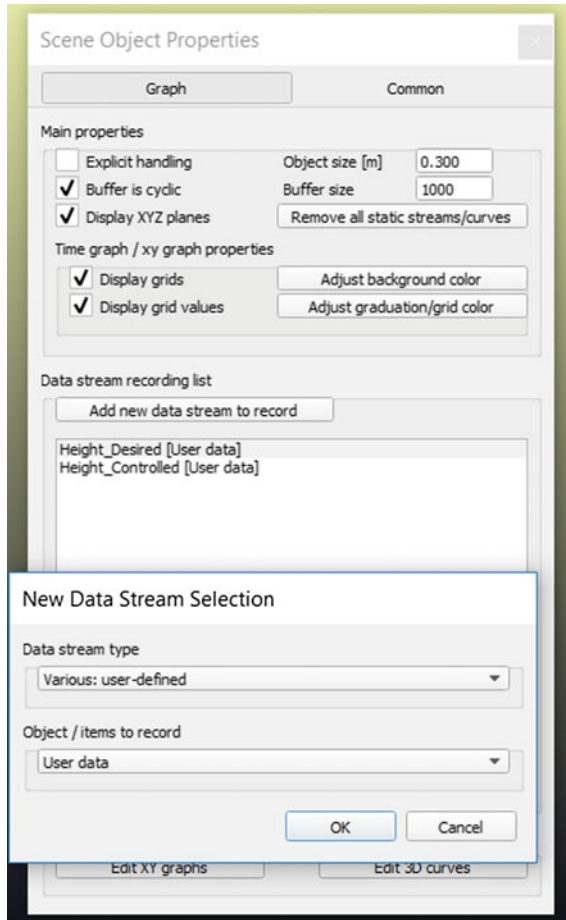 Scene Object Properties
Graph Common
Main properties
Explicit handling Object size [m] 0.300
Buffer is cyclic Buffer size 1000
Display XYZ planes Remove all static streams/curves
Time graph / xy graph properties
Display grids Adjust background color
Display grid values Adjust graduation/grid color
Data stream recording list
Add new data stream to record
Height_Desired [User data]
Height_Controlled [User data]
New Data Stream Selection
Data stream type
Various: user-defined
Object / items to record
User data
OK Cancel
Edit XY graphs Edit 3D curves